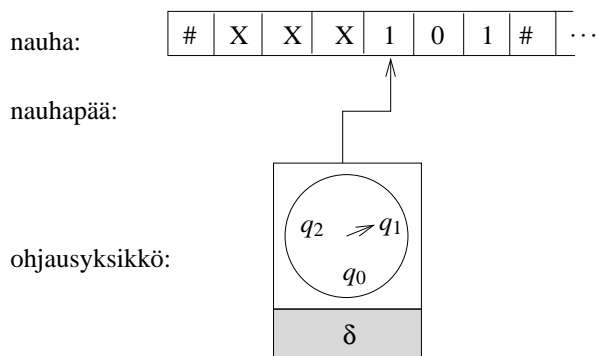 nauha: # X X X 1 0 1 # ···
nauhapää:
ohjausyksikkö: q2 q1
q0
δ